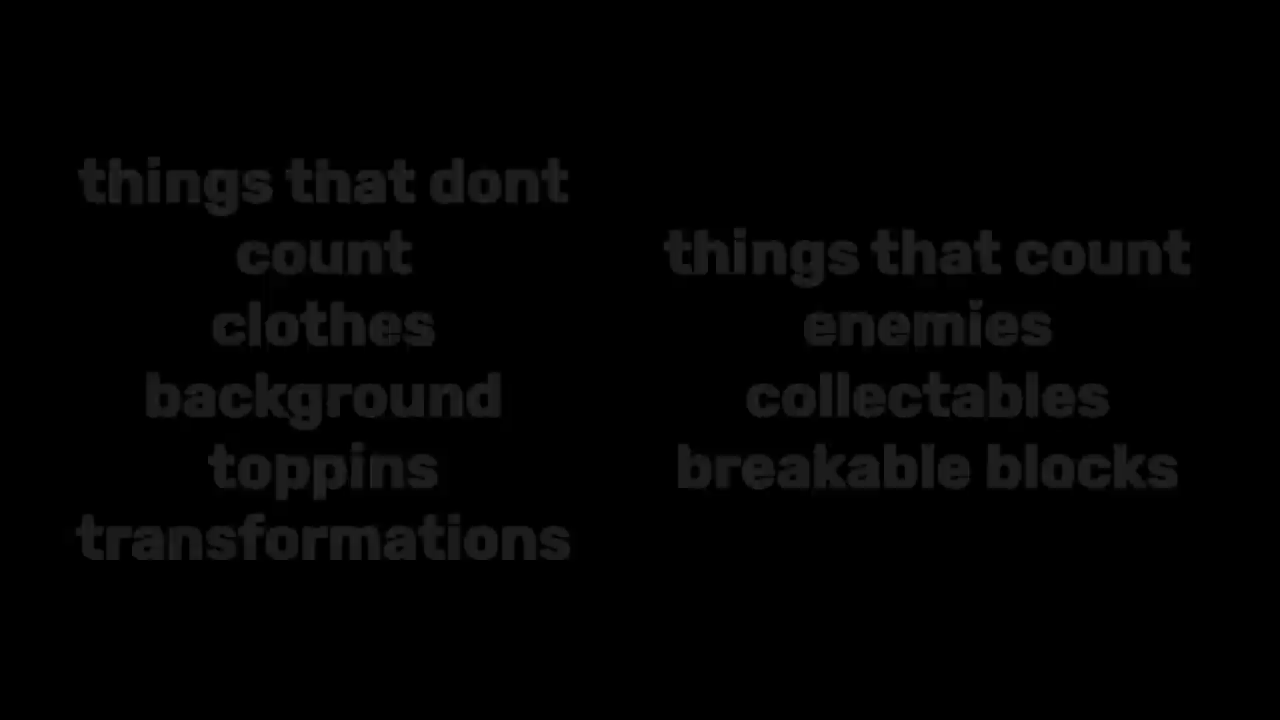 things that dont
count
clothes
background
toppins
transformations
things that count
enemies
collectables
breakable blocks